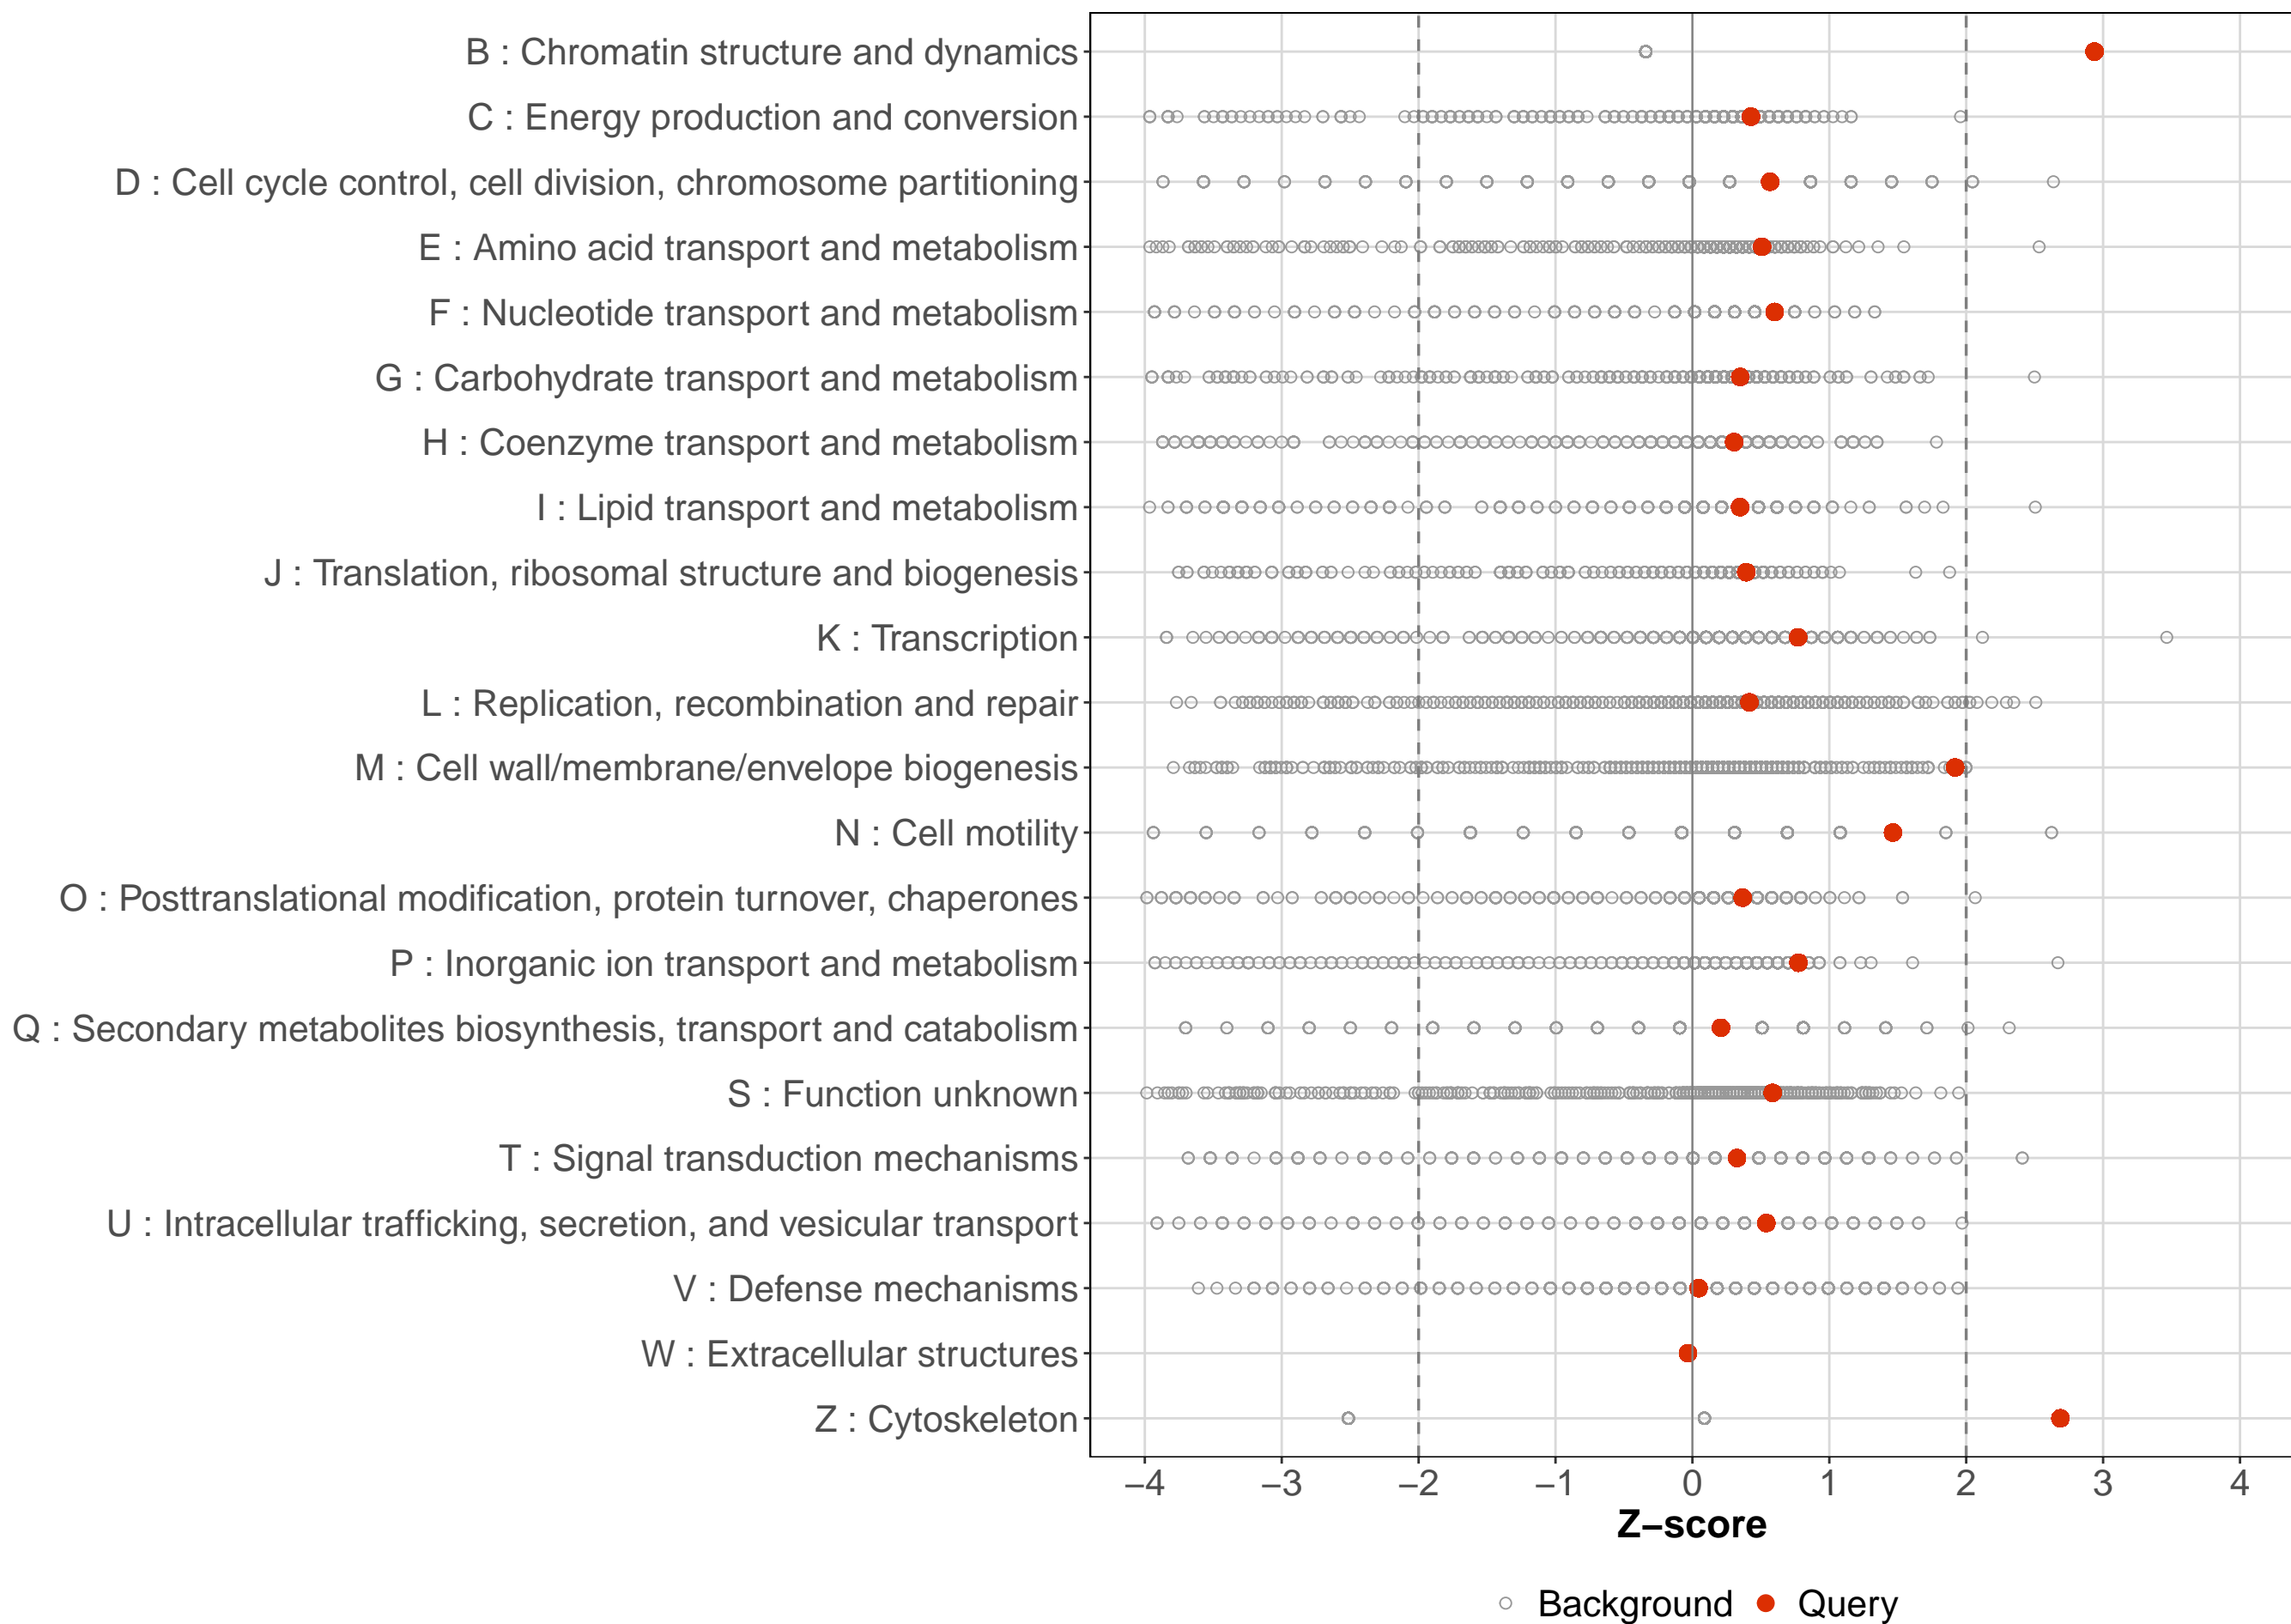 B : Chromatin structure and dynamics
C : Energy production and conversion
D : Cell cycle control, cell division, chromosome partitioning
E : Amino acid transport and metabolism
F : Nucleotide transport and metabolism
G : Carbohydrate transport and metabolism
H : Coenzyme transport and metabolism
I : Lipid transport and metabolism
J : Translation, ribosomal structure and biogenesis
K : Transcription
L : Replication, recombination and repair
M : Cell wall/membrane/envelope biogenesis
N : Cell motility
O : Posttranslational modification, protein turnover, chaperones
P : Inorganic ion transport and metabolism
Q : Secondary metabolites biosynthesis, transport and catabolism
S : Function unknown
T : Signal transduction mechanisms
U : Intracellular trafficking, secretion, and vesicular transport
V : Defense mechanisms
W : Extracellular structures
Z : Cytoskeleton
−4 −3 −2 −1 0 1 2 3 4
Z−score
Background Query